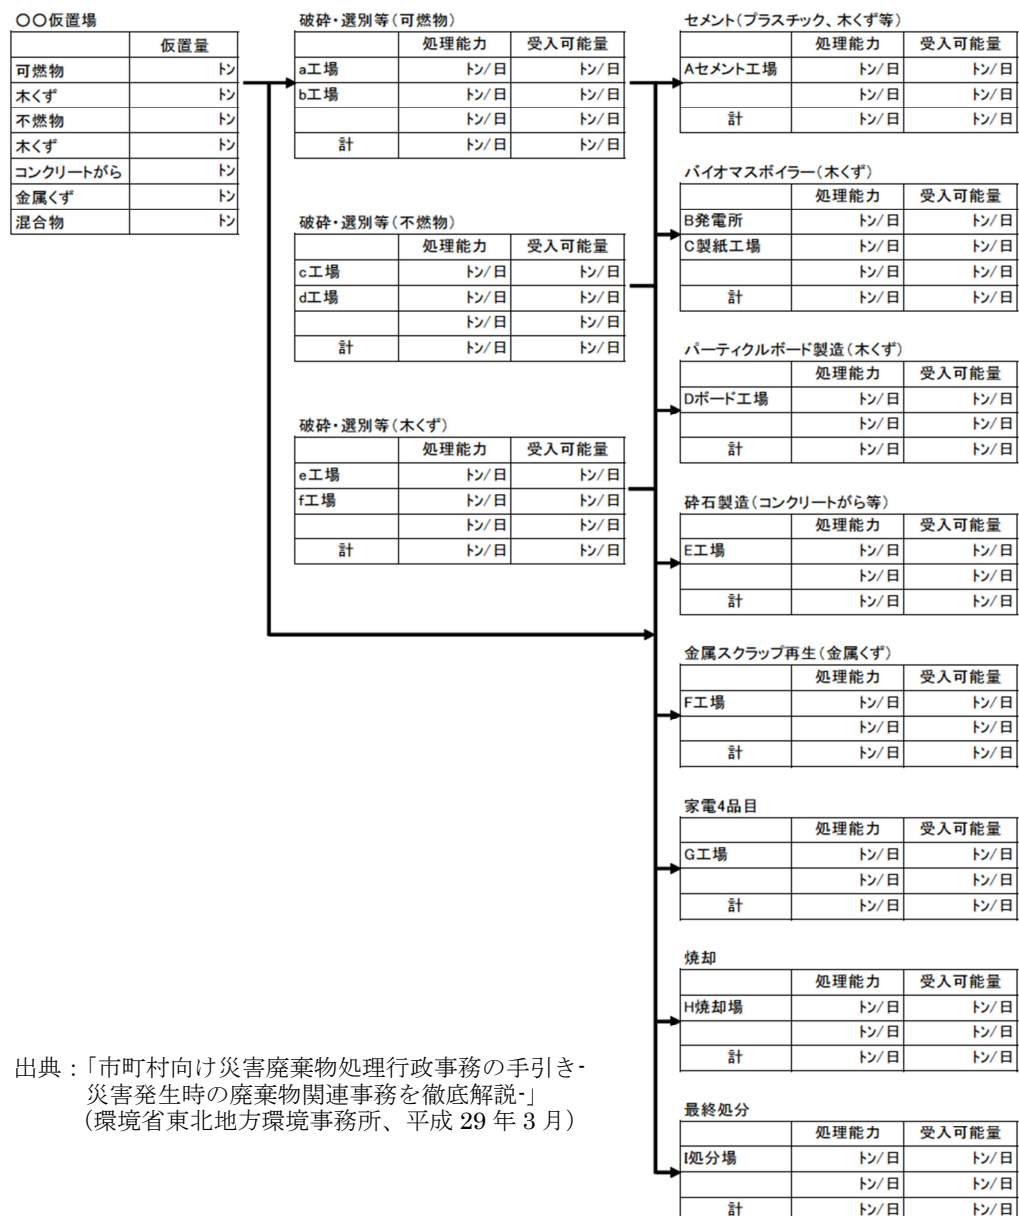 〇〇仮置場
仮置量
可燃物 トン
木くず トン
不燃物 トン
木くず トン
コンクリートがら トン
金属くず トン
混合物 トン
破砕・選別等(可燃物)
処理能力 受入可能量
a工場 トン/日 トン/日
b工場 トン/日 トン/日
トン/日 トン/日
計 トン/日 トン/日
破砕・選別等(不燃物)
処理能力 受入可能量
c工場 トン/日 トン/日
d工場 トン/日 トン/日
トン/日 トン/日
計 トン/日 トン/日
破砕・選別等(木くず)
処理能力 受入可能量
e工場 トン/日 トン/日
f工場 トン/日 トン/日
トン/日 トン/日
計 トン/日 トン/日
セメント(プラスチック、木くず等)
処理能力 受入可能量
Aセメント工場 トン/日 トン/日
トン/日 トン/日
計 トン/日 トン/日
バイオマスボイラー(木くず)
処理能力 受入可能量
B発電所 トン/日 トン/日
C製紙工場 トン/日 トン/日
トン/日 トン/日
計 トン/日 トン/日
パーティクルボード製造(木くず)
処理能力 受入可能量
Dボード工場 トン/日 トン/日
トン/日 トン/日
計 トン/日 トン/日
砕石製造(コンクリートがら等)
処理能力 受入可能量
E工場 トン/日 トン/日
トン/日 トン/日
計 トン/日 トン/日
金属スクラップ再生(金属くず)
処理能力 受入可能量
F工場 トン/日 トン/日
トン/日 トン/日
計 トン/日 トン/日
家電4品目
処理能力 受入可能量
G工場 トン/日 トン/日
トン/日 トン/日
計 トン/日 トン/日
焼却
処理能力 受入可能量
H焼却場 トン/日 トン/日
トン/日 トン/日
計 トン/日 トン/日
最終処分
処理能力 受入可能量
I処分場 トン/日 トン/日
トン/日 トン/日
計 トン/日 トン/日
出典：「市町村向け災害廃棄物処理行政事務の手引き-
災害発生時の廃棄物関連事務を徹底解説-」
（環境省東北地方環境事務所、平成 29 年 3 月）